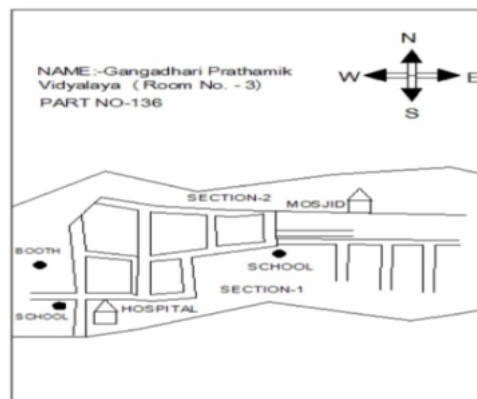 N
NAME:-Gangadhari Prathamik
W E
Vidyalaya (Room No. - 3)
PART NO-136
S
SECTION-2
MOSJID
BOOTH
SCHOOL
SECTION-1
HOSPITAL
SCHOOL